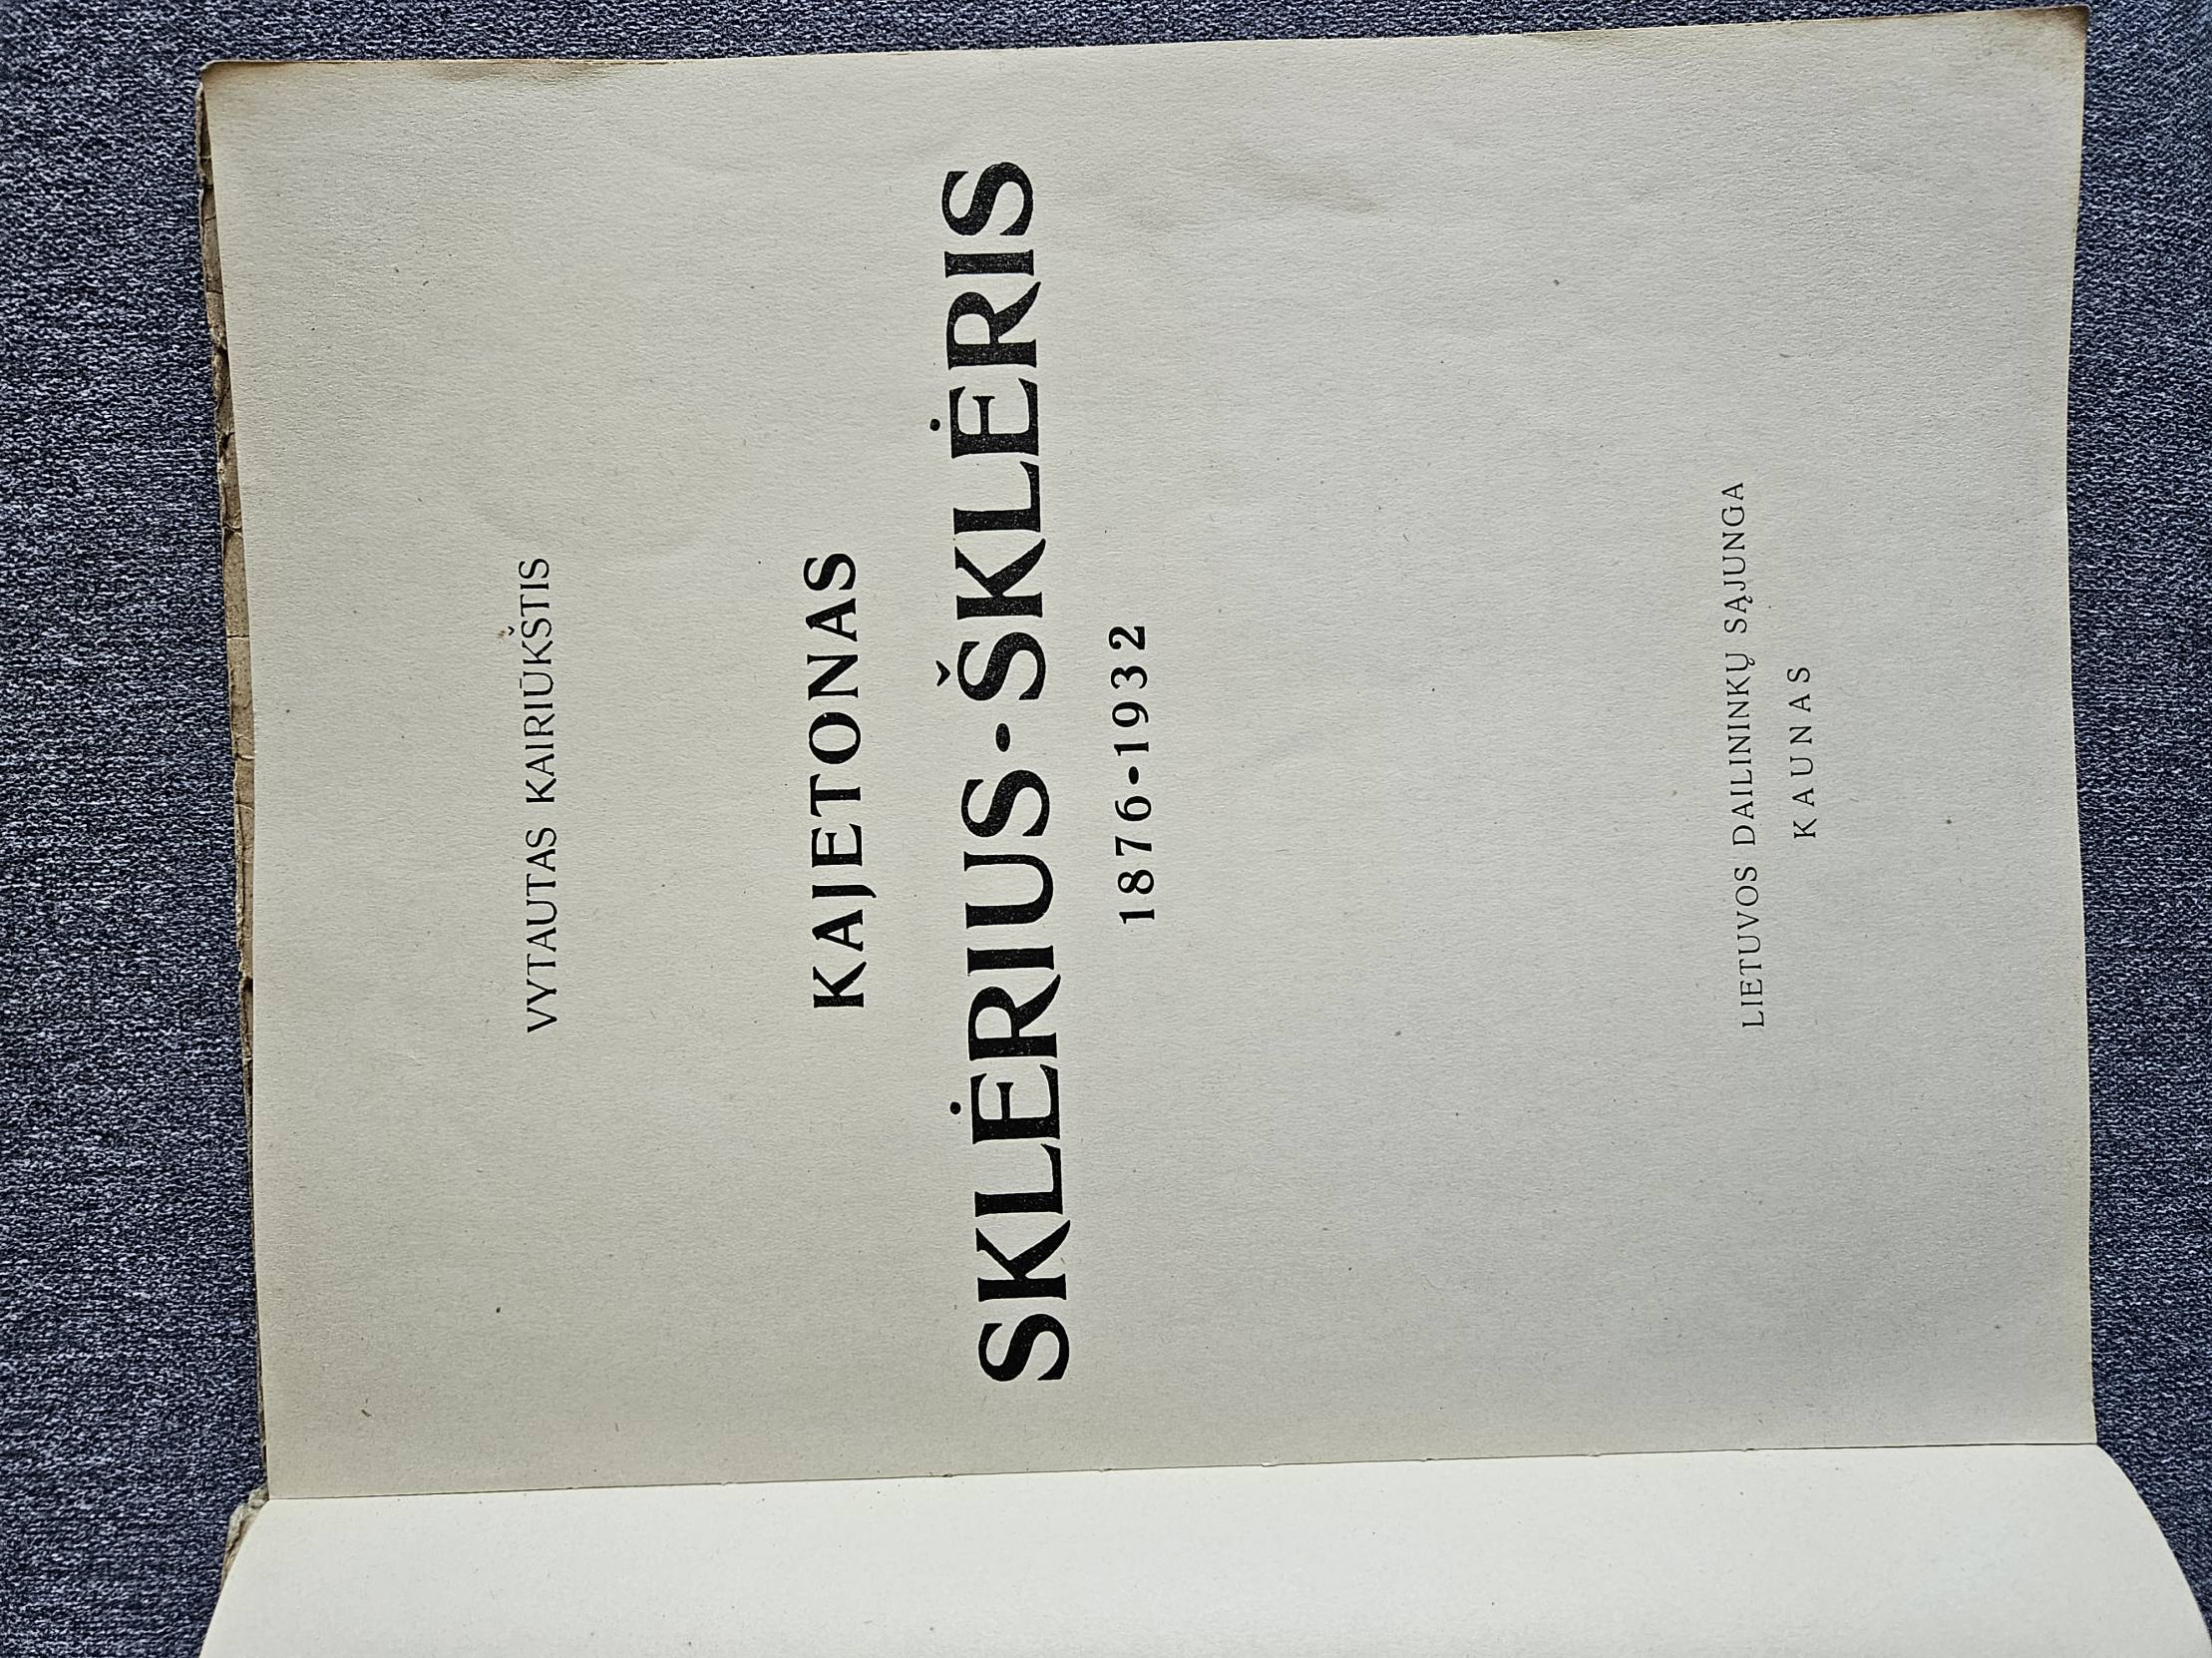 VYTAUTAS KAIRIŪKŠTIS
KAJETONAS
SKLĖRIUS-ŠKLĖRIS
1876-1932
LIETUVOS DAILININKŲ SĄJUNGA
KAUNAS